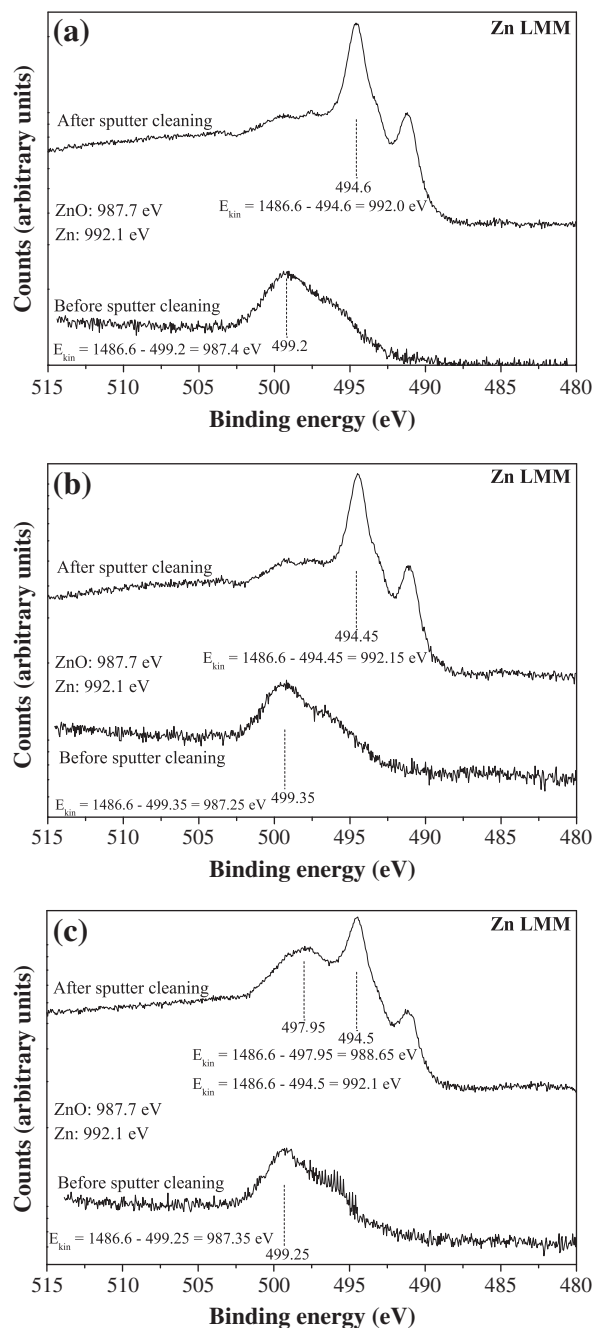 (a)
Zn LMM
After sputter cleaning
494.6
E_kin = 1486.6 - 494.6 = 992.0 eV
ZnO: 987.7 eV
Zn: 992.1 eV
Before sputter cleaning
499.2
E_kin = 1486.6 - 499.2 = 987.4 eV
Counts (arbitrary units)
515 510 505 500 495 490 485 480
Binding energy (eV)
(b)
Zn LMM
After sputter cleaning
494.45
E_kin = 1486.6 - 494.45 = 992.15 eV
ZnO: 987.7 eV
Zn: 992.1 eV
Before sputter cleaning
499.35
E_kin = 1486.6 - 499.35 = 987.25 eV
Counts (arbitrary units)
515 510 505 500 495 490 485 480
Binding energy (eV)
(c)
Zn LMM
After sputter cleaning
497.95
494.5
E_kin = 1486.6 - 497.95 = 988.65 eV
E_kin = 1486.6 - 494.5 = 992.1 eV
ZnO: 987.7 eV
Zn: 992.1 eV
Before sputter cleaning
E_kin = 1486.6 - 499.25 = 987.35 eV
499.25
Counts (arbitrary units)
515 510 505 500 495 490 485 480
Binding energy (eV)